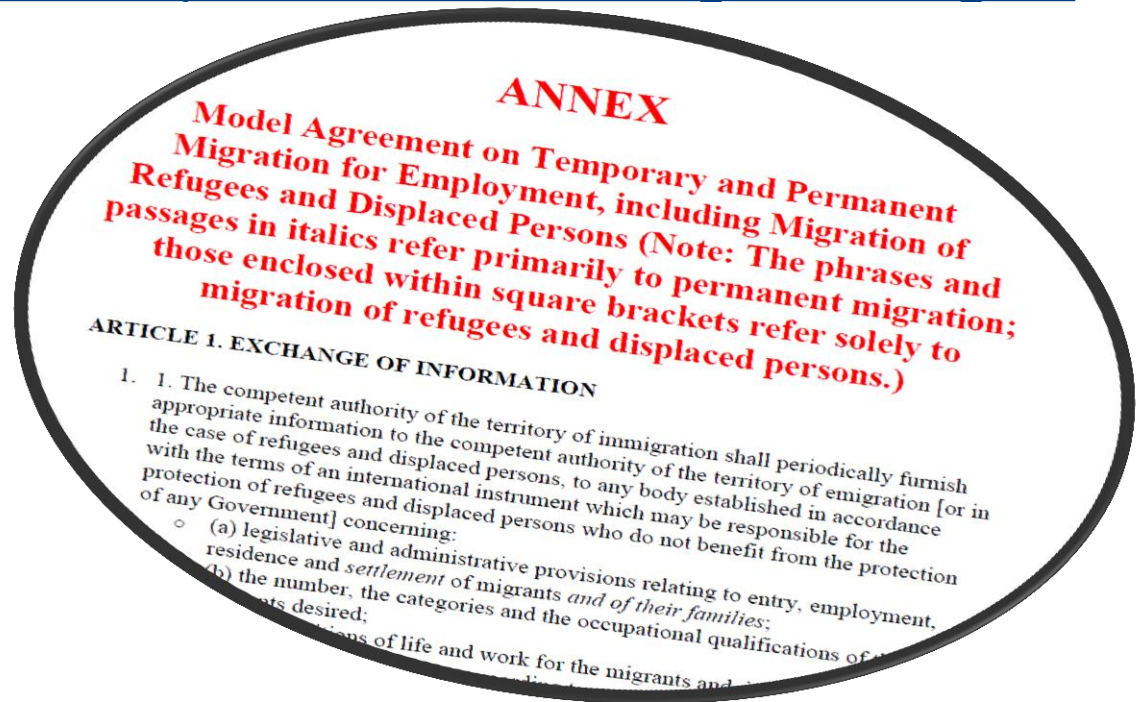 ANNEX
Model Agreement on Temporary and Permanent
Migration for Employment, including Migration of
Refugees and Displaced Persons (Note: The phrases and
passages in italics refer primarily to permanent migration;
those enclosed within square brackets refer solely to
migration of refugees and displaced persons.)
ARTICLE 1. EXCHANGE OF INFORMATION
1. 1. The competent authority of the territory of immigration shall periodically furnish
appropriate information to the competent authority of the territory of emigration [or in
the case of refugees and displaced persons, to any body established in accordance
with the terms of an international instrument which may be responsible for the
protection of refugees and displaced persons who do not benefit from the protection
of any Government] concerning:
○ (a) legislative and administrative provisions relating to entry, employment,
residence and settlement of migrants and of their families;
(b) the number, the categories and the occupational qualifications of
desired;
of life and work for the migrants and